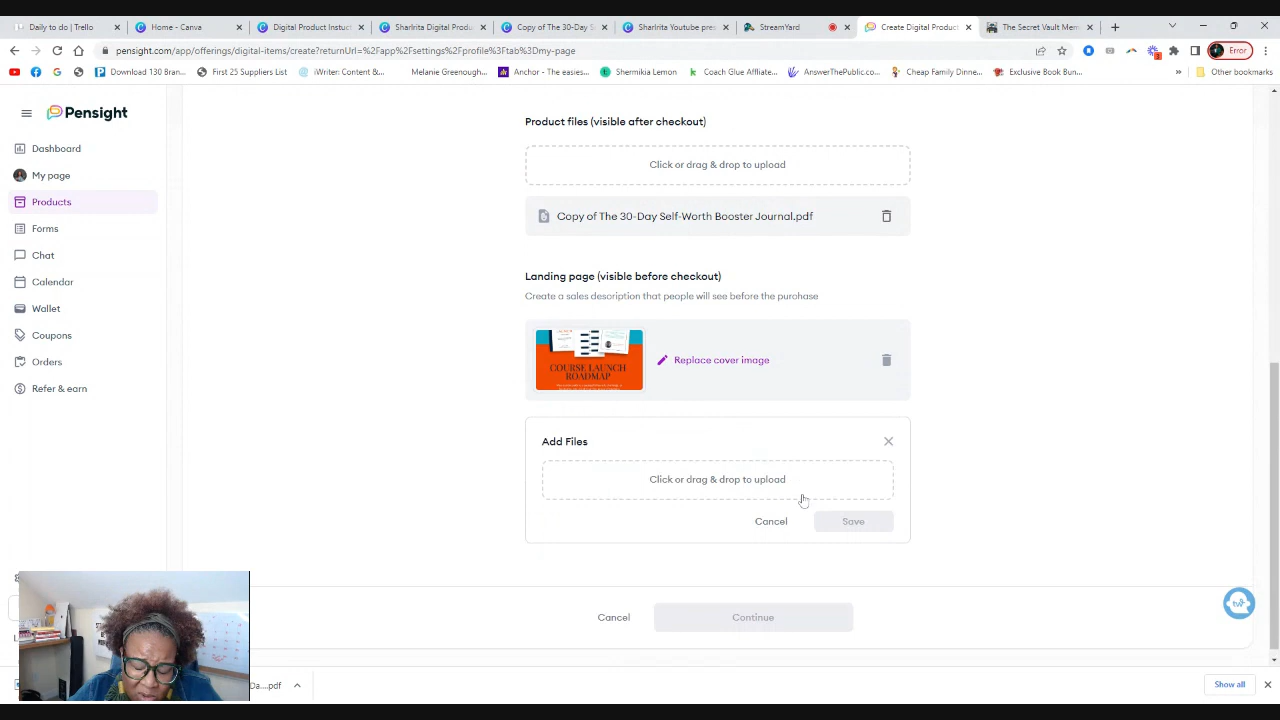 Daily to do | Trello
Home - Canva
Digital Product Instuc
Sharlrita Digital Produ
Copy of The 30-Day S
Sharlrita Youtube pres
StreamYard
Create Digital Product
The Secret Vault Mem
pensight.com/app/offerings/digital-items/create?returnUrl=%2Fapp%2Fsettings%2Fprofile%3Ftab%3Dmy-page
Error
Download 130 Bran...
First 25 Suppliers List
iWriter: Content &...
Melanie Greenough...
Anchor - The easies...
Shermikia Lemon
Coach Glue Affliate...
AnswerThePublic.co...
Cheap Family Dinne...
Exclusive Book Bun...
»
Other bookmarks
Pensight
Dashboard
My page
Products
Forms
Chat
Calendar
Wallet
Coupons
Orders
Refer & earn
Product files (visible after checkout)
Click or drag & drop to upload
Copy of The 30-Day Self-Worth Booster Journal.pdf
Landing page (visible before checkout)
Create a sales description that people will see before the purchase
COURSE LAUNCH
ROADMAP
Replace cover image
Add Files
Click or drag & drop to upload
Cancel
Save
Cancel
Continue
Da....pdf
Show all